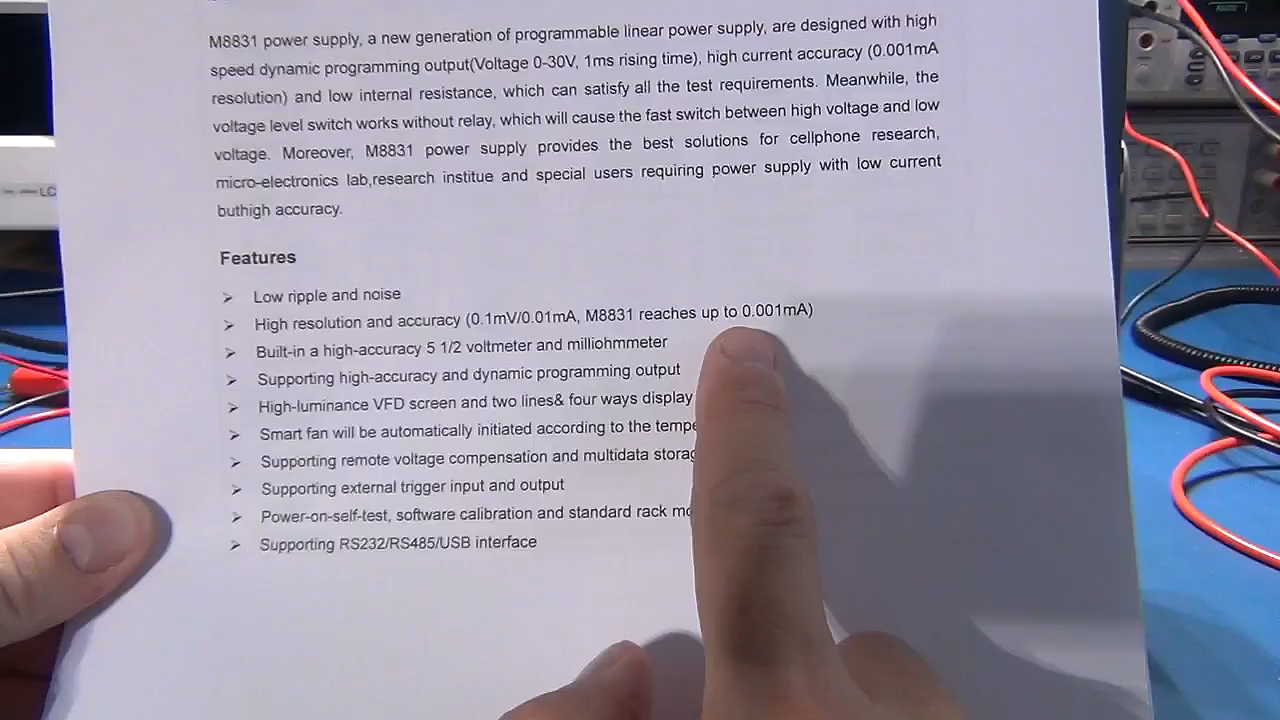 M8831 power supply, a new generation of programmable linear power supply, are designed with high
speed dynamic programming output(Voltage 0-30V, 1ms rising time), high current accuracy (0.001mA
resolution) and low internal resistance, which can satisfy all the test requirements. Meanwhile, the
voltage level switch works without relay, which will cause the fast switch between high voltage and low
voltage. Moreover, M8831 power supply provides the best solutions for cellphone research,
micro-electronics lab,research institue and special users requiring power supply with low current
buthigh accuracy.
Features
➢ Low ripple and noise
➢ High resolution and accuracy (0.1mV/0.01mA, M8831 reaches up to 0.001mA)
➢ Built-in a high-accuracy 5 1/2 voltmeter and milliohmmeter
➢ Supporting high-accuracy and dynamic programming output
➢ High-luminance VFD screen and two lines& four ways display
➢ Smart fan will be automatically initiated according to the tempe
➢ Supporting remote voltage compensation and multidata storag
➢ Supporting external trigger input and output
➢ Power-on-self-test, software calibration and standard rack mo
➢ Supporting RS232/RS485/USB interface
LC